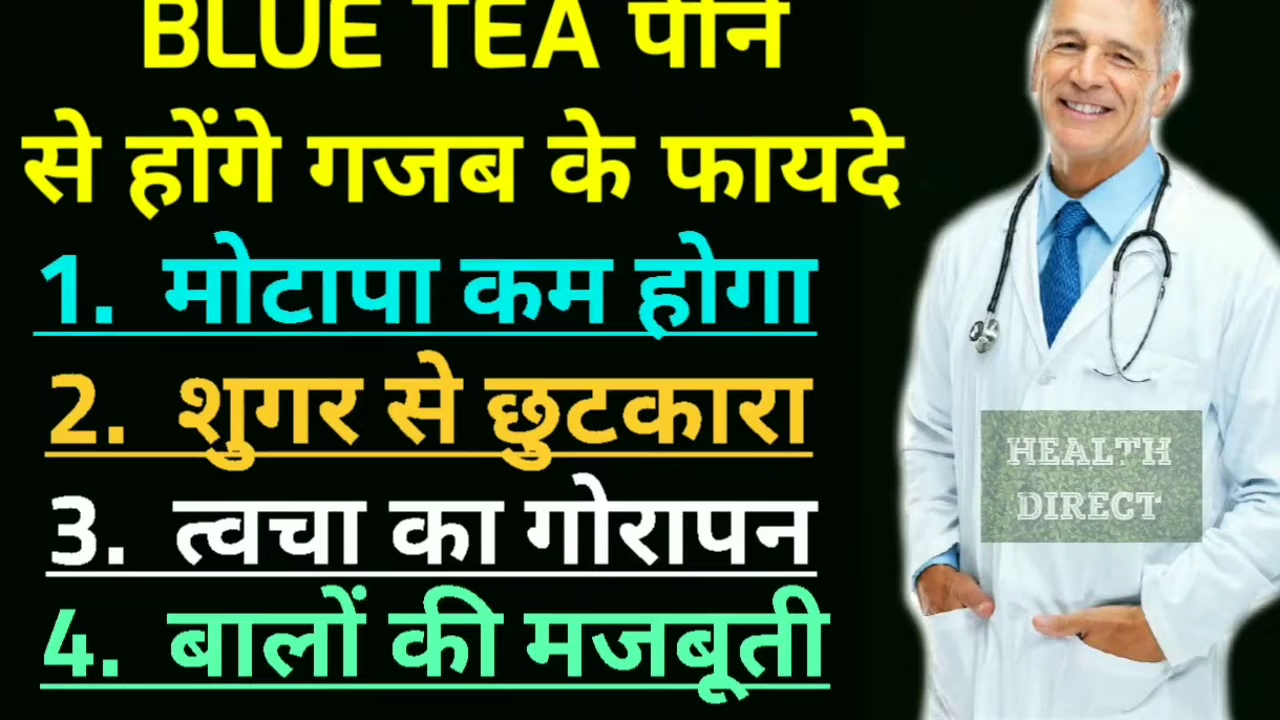 BLUE TEA पीने
से होंगे गजब के फायदे
1. मोटापा कम होगा
2. शुगर से छुटकारा
3. त्वचा का गोरापन
4. बालों की मजबूती
HEALTH
DIRECT